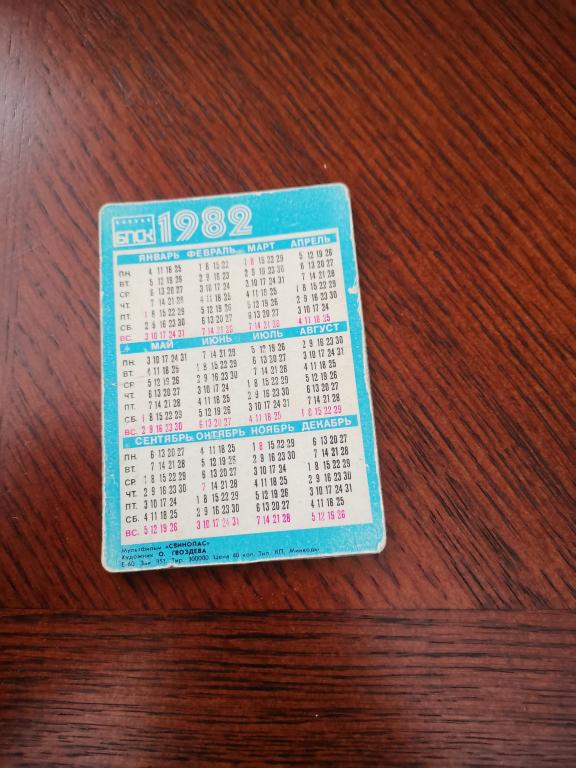 БПСК 1982
ЯНВАРЬ ФЕВРАЛЬ МАРТ АПРЕЛЬ
ПН. 4 11 18 25 1 8 15 22 1 8 15 22 29 5 12 19 26
ВТ. 5 12 19 26 2 9 16 23 2 9 16 23 30 6 13 20 27
СР. 6 13 20 27 3 10 17 24 3 10 17 24 31 7 14 21 28
ЧТ. 7 14 21 28 4 11 18 25 4 11 18 25 1 8 15 22 29
ПТ. 1 8 15 22 29 5 12 19 26 5 12 19 26 2 9 16 23 30
СБ. 2 9 16 23 30 6 13 20 27 6 13 20 27 3 10 17 24
ВС. 3 10 17 24 31 7 14 21 28 7 14 21 28 4 11 18 25
МАЙ ИЮНЬ ИЮЛЬ АВГУСТ
ПН. 3 10 17 24 31 7 14 21 28 5 12 19 26 2 9 16 23 30
ВТ. 4 11 18 25 1 8 15 22 29 6 13 20 27 3 10 17 24 31
СР. 5 12 19 26 2 9 16 23 30 7 14 21 28 4 11 18 25
ЧТ. 6 13 20 27 3 10 17 24 1 8 15 22 29 5 12 19 26
ПТ. 7 14 21 28 4 11 18 25 2 9 16 23 30 6 13 20 27
СБ. 1 8 15 22 29 5 12 19 26 3 10 17 24 31 7 14 21 28
ВС. 2 9 16 23 30 6 13 20 27 4 11 18 25 1 8 15 22 29
СЕНТЯБРЬ ОКТЯБРЬ НОЯБРЬ ДЕКАБРЬ
ПН. 6 13 20 27 4 11 18 25 1 8 15 22 29 6 13 20 27
ВТ. 7 14 21 28 5 12 19 26 2 9 16 23 30 7 14 21 28
СР. 1 8 15 22 29 6 13 20 27 3 10 17 24 1 8 15 22 29
ЧТ. 2 9 16 23 30 7 14 21 28 4 11 18 25 2 9 16 23 30
ПТ. 3 10 17 24 1 8 15 22 29 5 12 19 26 3 10 17 24 31
СБ. 4 11 18 25 2 9 16 23 30 6 13 20 27 4 11 18 25
ВС. 5 12 19 26 3 10 17 24 31 7 14 21 28 5 12 19 26
Мультфильм «СВИНОПАС»
Художник О. ГВОЗДЕВА
Е-60. Зак. 951. Тир. 300000 Цена 40 коп. Тип. КП, Минводы